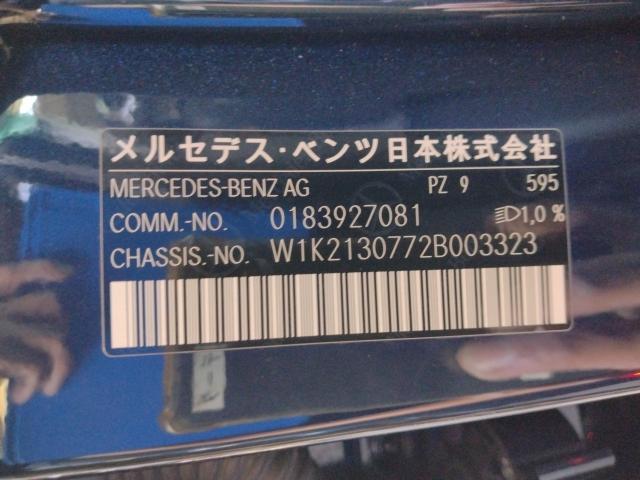 メルセデス・ベンツ日本株式会社
MERCEDES-BENZ AG PZ 9 595
COMM.-NO. 0183927081 1,0 %
CHASSIS.-NO. W1K2130772B003323